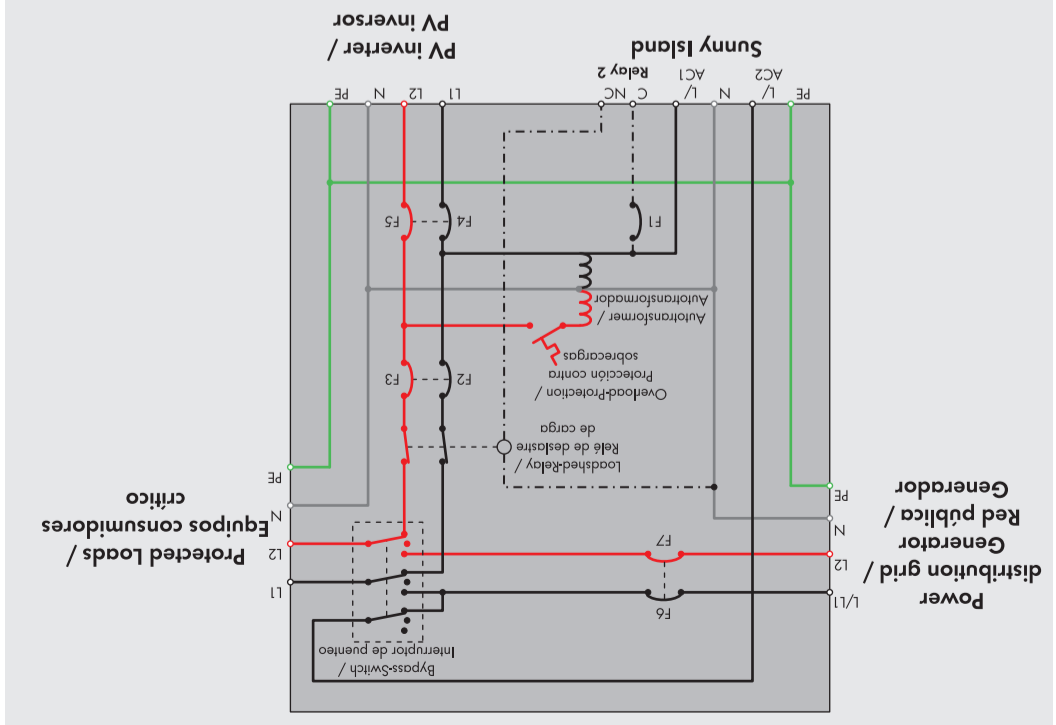 Bypass-Switch /
Interruptor de puenteo
L/L1
F6
L1
Power
distribution grid /
Generator
Red pública /
Generador
L2
F7
L2
Protected Loads /
Equipos consumidores
crítico
N
N
PE
PE
Loadshed-Relay /
Relé de deslastre
de carga
Overload-Protection /
Protección contra
sobrecargas
F2
F3
Autotransformer /
Autotransformador
F1
F4
F5
PE
L/
AC2
N
L/
AC1
C
NC
Relay 2
L1
L2
N
PE
Sunny Island
PV inverter /
PV inversor